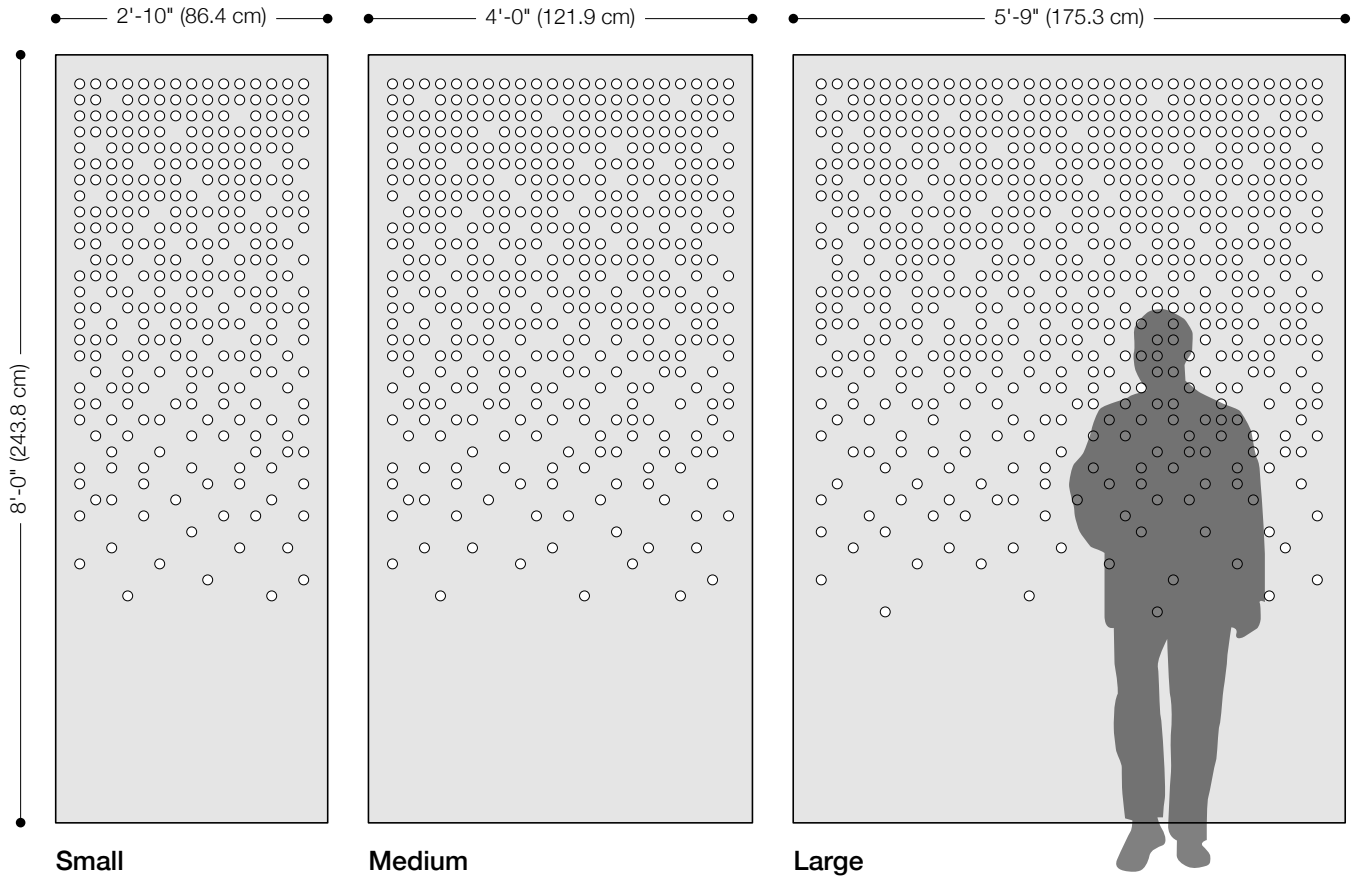 2'-10" (86.4 cm)
4'-0" (121.9 cm)
5'-9" (175.3 cm)
8'-0" (243.8 cm)
Small
Medium
Large